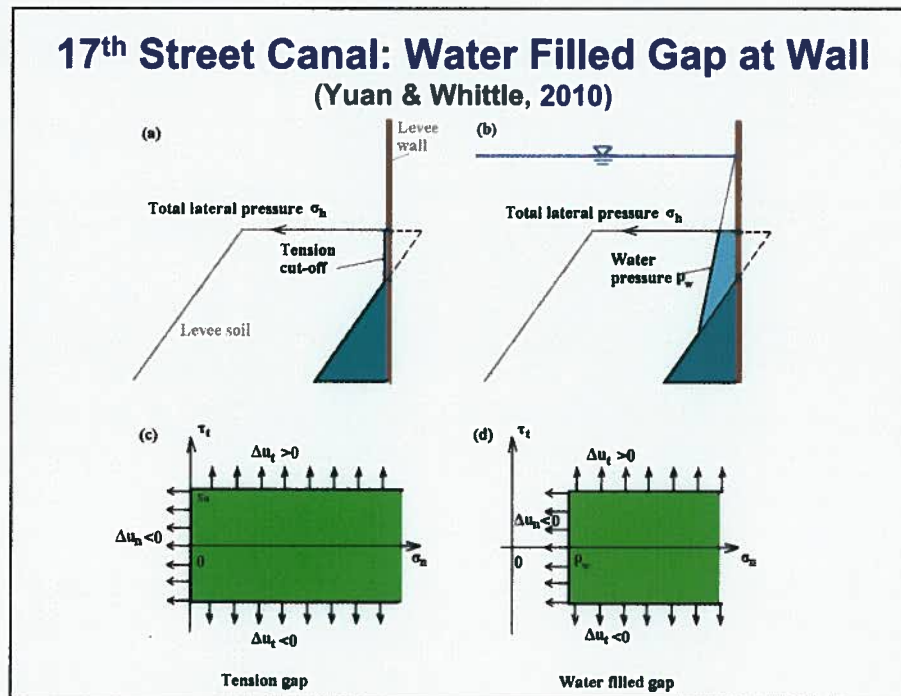 17th Street Canal: Water Filled Gap at Wall
(Yuan & Whittle, 2010)
(a)
Levee wall
Total lateral pressure σh
Tension cut-off
Levee soil
(b)
Total lateral pressure σh
Water pressure pw
(c)
τt
Δut >0
su
Δun <0
0
σn
Δut <0
Tension gap
(d)
τt
Δut >0
Δun<0
0
pw
σn
Δut <0
Water filled gap